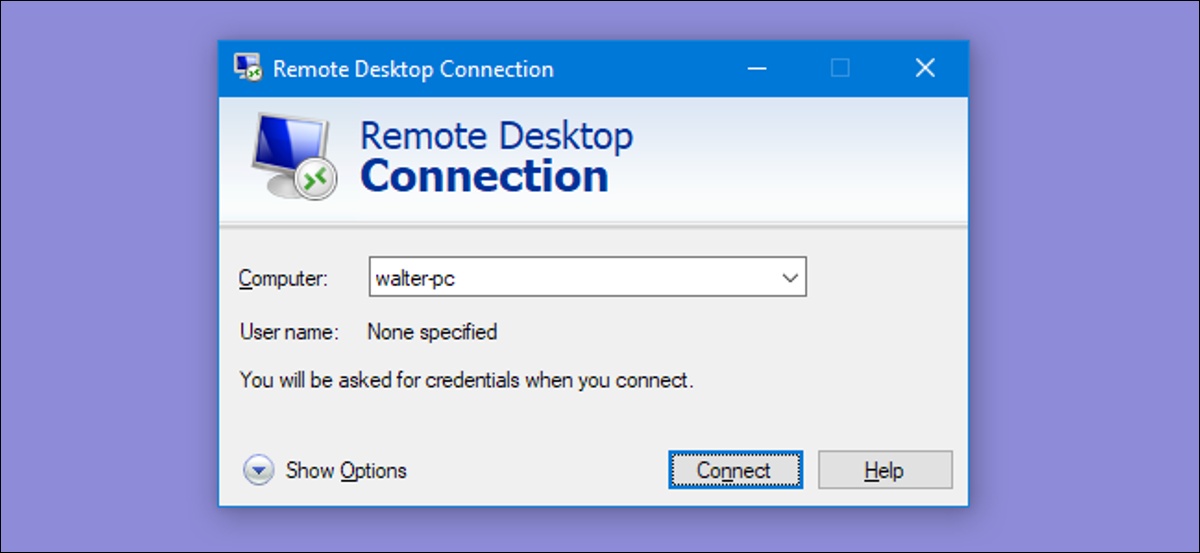 Remote Desktop Connection
Remote Desktop
Connection
Computer: walter-pc
User name: None specified
You will be asked for credentials when you connect.
Show Options Connect Help